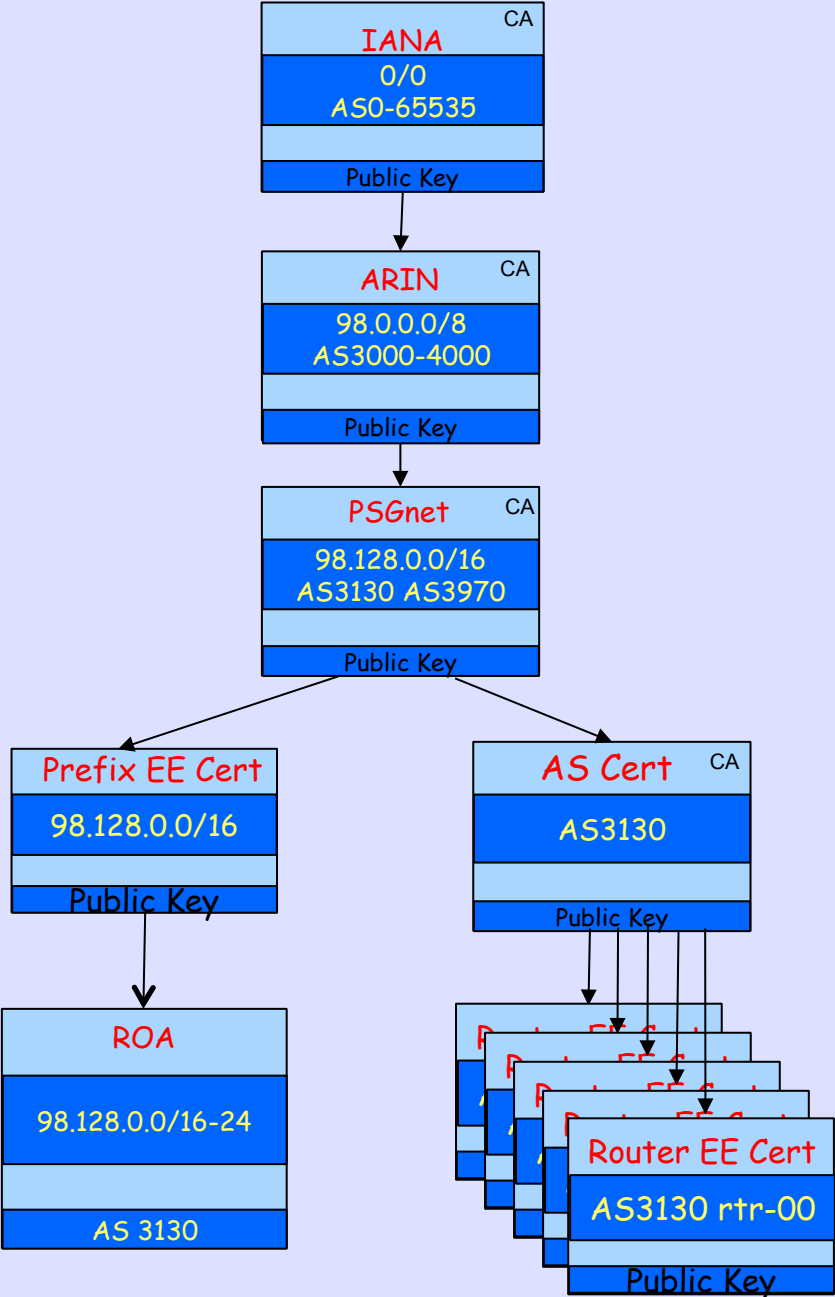 CA
IANA
0/0
AS0-65535
Public Key
CA
ARIN
98.0.0.0/8
AS3000-4000
Public Key
CA
PSGnet
98.128.0.0/16
AS3130 AS3970
Public Key
Prefix EE Cert
98.128.0.0/16
Public Key
CA
AS Cert
AS3130
Public Key
ROA
98.128.0.0/16-24
AS 3130
Router EE Cert
AS3130 rtr-00
Public Key